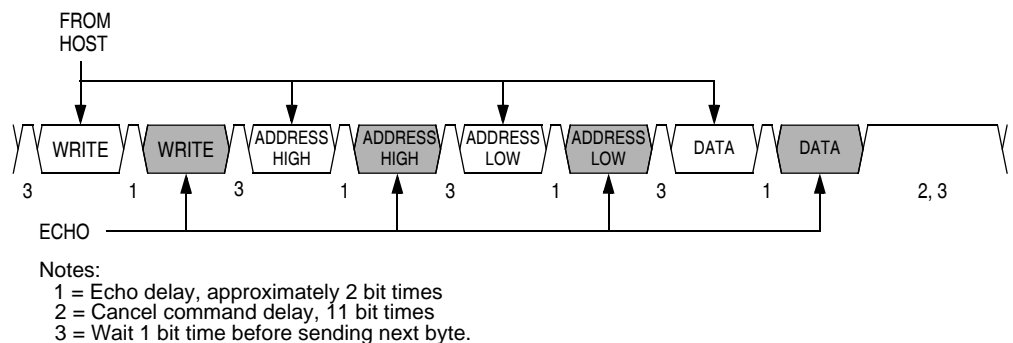 FROM
HOST
WRITE WRITE ADDRESS HIGH ADDRESS HIGH ADDRESS LOW ADDRESS LOW DATA DATA
3 1 3 1 3 1 3 1 2, 3
ECHO
Notes:
1 = Echo delay, approximately 2 bit times
2 = Cancel command delay, 11 bit times
3 = Wait 1 bit time before sending next byte.